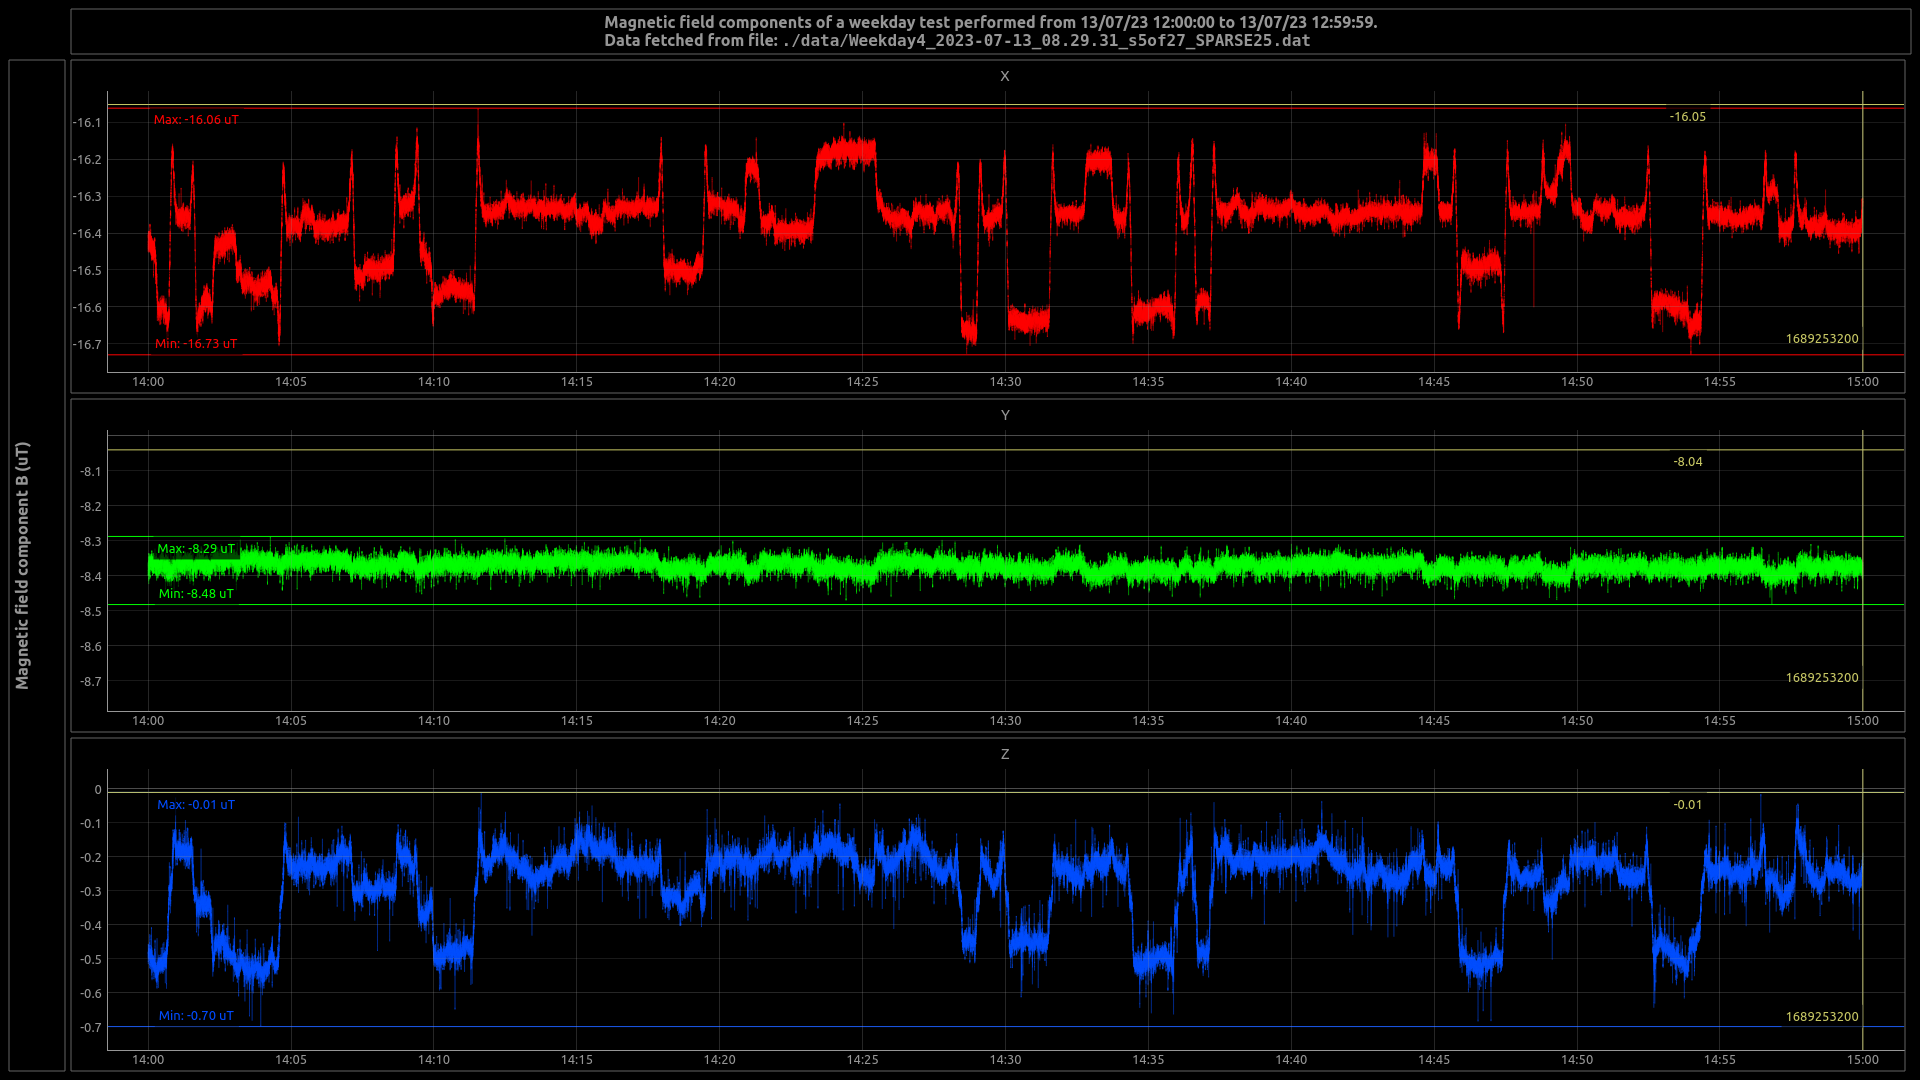 Magnetic field components of a weekday test performed from 13/07/23 12:00:00 to 13/07/23 12:59:59.
Data fetched from file: ./data/Weekday4_2023-07-13_08.29.31_s5of27_SPARSE25.dat
Magnetic field component B (uT)
X
-16.1
-16.2
-16.3
-16.4
-16.5
-16.6
-16.7
Max: -16.06 uT
Min: -16.73 uT
-16.05
1689253200
14:00 14:05 14:10 14:15 14:20 14:25 14:30 14:35 14:40 14:45 14:50 14:55 15:00
Y
-8.1
-8.2
-8.3
-8.4
-8.5
-8.6
-8.7
Max: -8.29 uT
Min: -8.48 uT
-8.04
1689253200
14:00 14:05 14:10 14:15 14:20 14:25 14:30 14:35 14:40 14:45 14:50 14:55 15:00
Z
0
-0.1
-0.2
-0.3
-0.4
-0.5
-0.6
-0.7
Max: -0.01 uT
Min: -0.70 uT
-0.01
1689253200
14:00 14:05 14:10 14:15 14:20 14:25 14:30 14:35 14:40 14:45 14:50 14:55 15:00